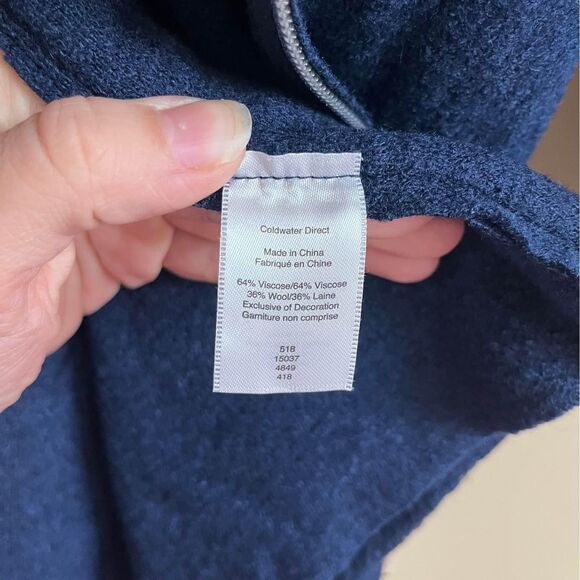 Coldwater Direct
Made in China
Fabriqué en Chine
64% Viscose/64% Viscose
36% Wool/36% Laine
Exclusive of Decoration
Garniture non comprise
518
15037
4849
418